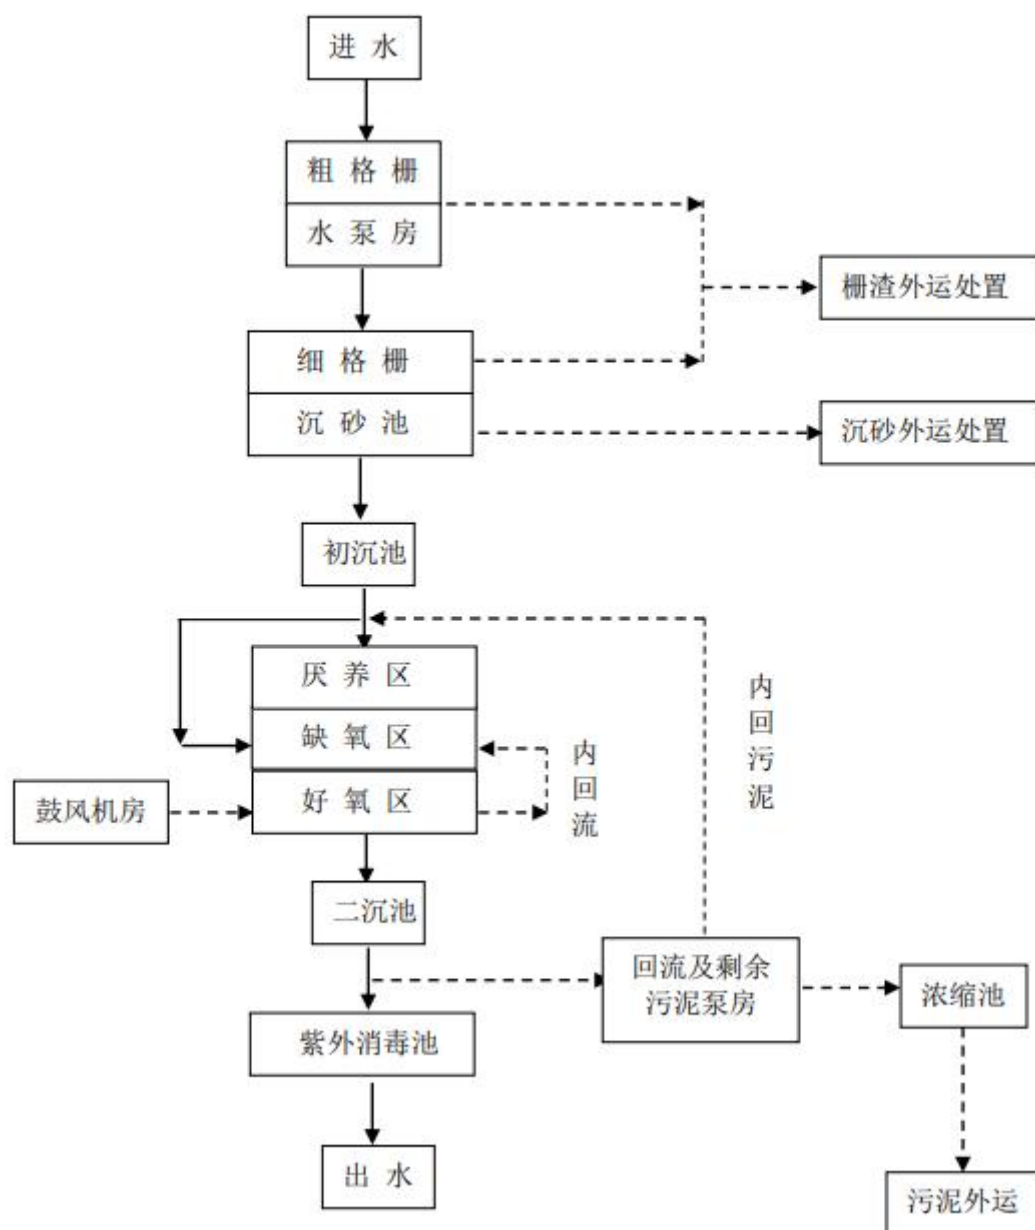 进 水
粗 格 栅
水 泵 房
栅渣外运处置
细 格 栅
沉 砂 池
沉砂外运处置
初沉池
厌 养 区
缺 氧 区
好 氧 区
鼓风机房
内回流
内回污泥
二沉池
回流及剩余
污泥泵房
浓缩池
紫外消毒池
出 水
污泥外运